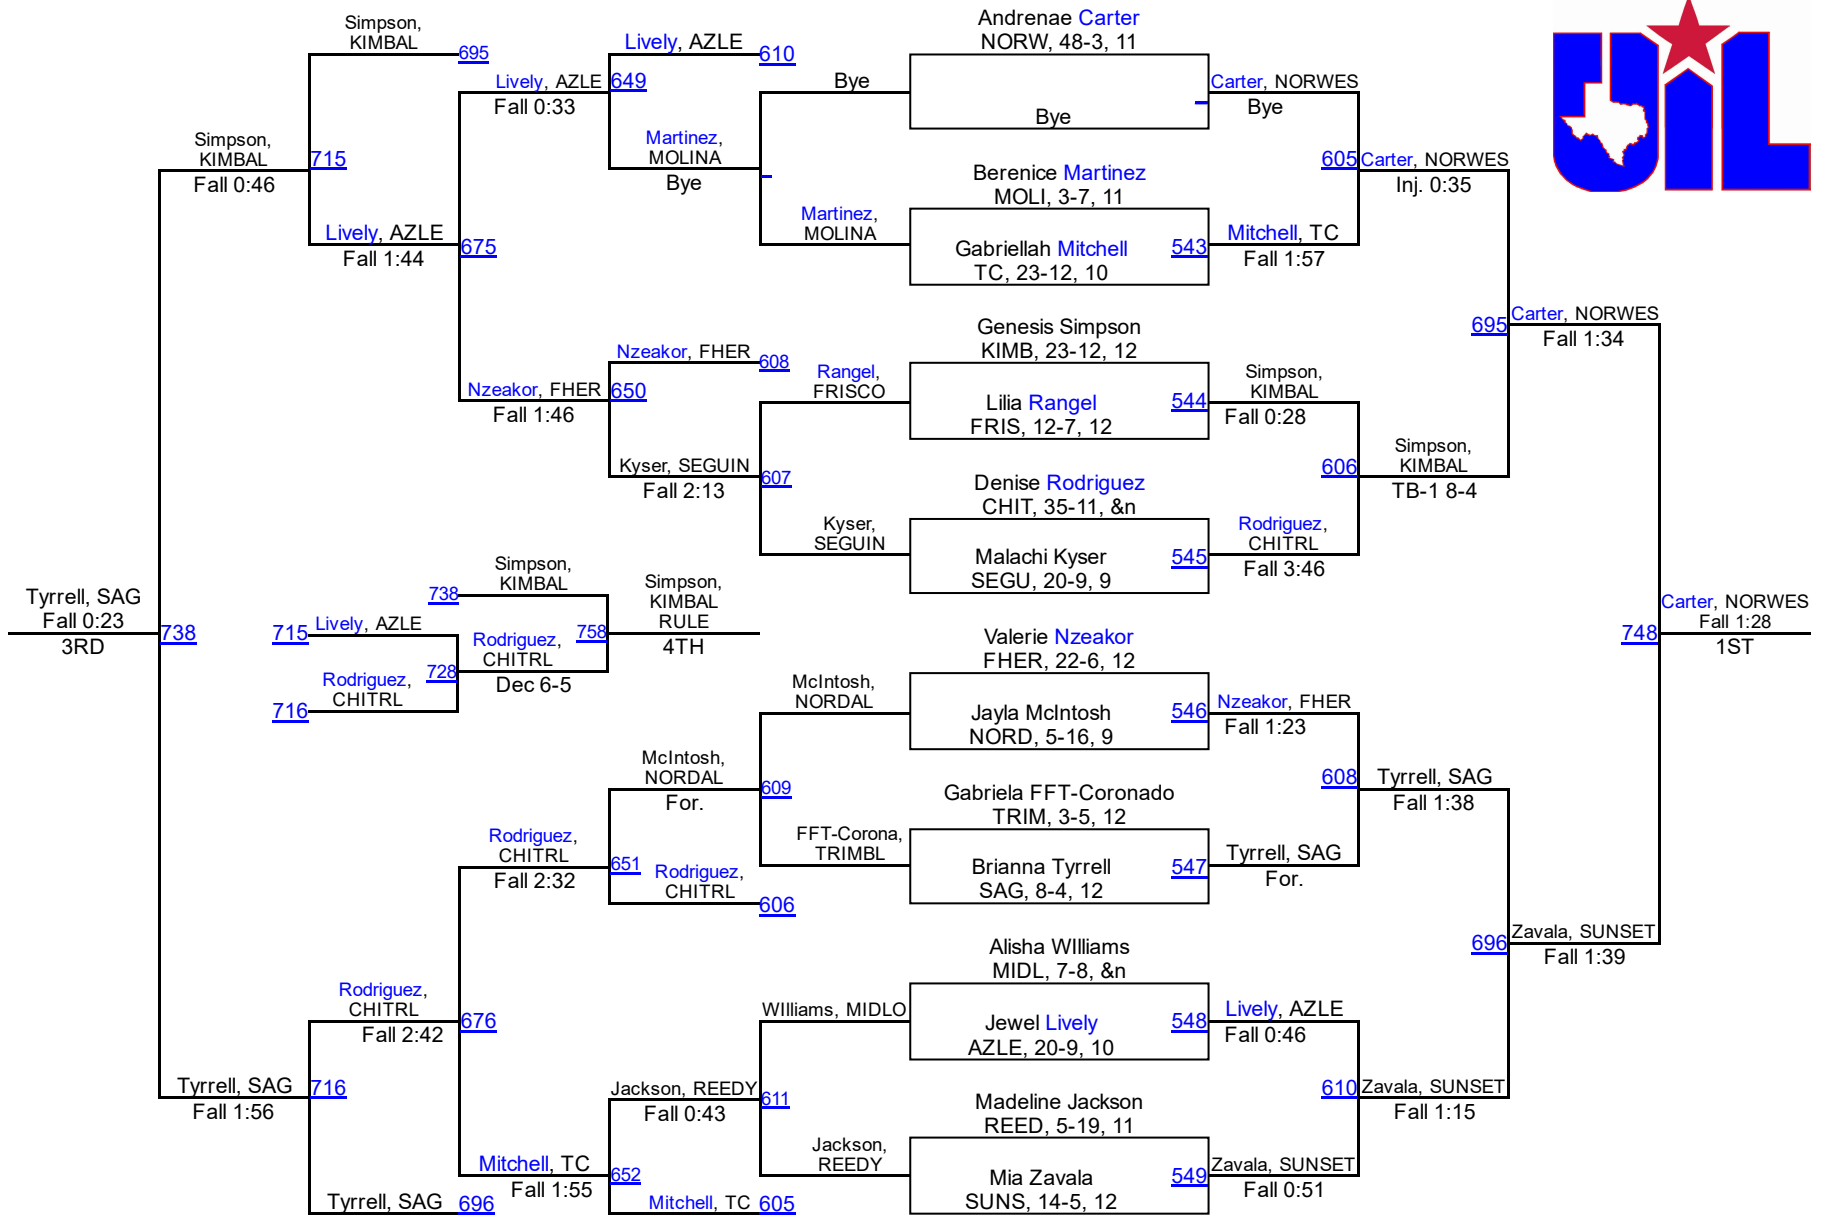 Simpson,
KIMBAL
695
Lively, AZLE
610
Andrenae Carter
NORW, 48-3, 11
UIL
Lively, AZLE
649
Fall 0:33
Bye
Bye
Carter, NORWES
Bye
Simpson,
KIMBAL
715
Fall 0:46
Martinez,
MOLINA
Bye
Berenice Martinez
MOLI, 3-7, 11
605
Carter, NORWES
Inj. 0:35
Lively, AZLE
Fall 1:44
675
Martinez,
MOLINA
Gabriellah Mitchell
543
TC, 23-12, 10
Mitchell, TC
Fall 1:57
Genesis Simpson
KIMB, 23-12, 12
695
Carter, NORWES
Fall 1:34
Nzeakor, FHER
608
Nzeakor, FHER
650
Fall 1:46
Rangel,
FRISCO
Lilia Rangel
544
FRIS, 12-7, 12
Simpson,
KIMBAL
Fall 0:28
Kyser, SEGUIN
607
Fall 2:13
Denise Rodriguez
CHIT, 35-11, &n
606
Simpson,
KIMBAL
TB-1 8-4
Kyser,
SEGUIN
Malachi Kyser
545
SEGU, 20-9, 9
Rodriguez,
CHITRL
Fall 3:46
Simpson,
KIMBAL
738
Simpson,
KIMBAL
RULE
4TH
Tyrrell, SAG
Fall 0:23
3RD
738
715
Lively, AZLE
Rodriguez,
CHITRL
758
728
Dec 6-5
Rodriguez,
CHITRL
716
Valerie Nzeakor
FHER, 22-6, 12
748
Carter, NORWES
Fall 1:28
1ST
McIntosh,
NORDAL
Jayla McIntosh
546
NORD, 5-16, 9
Nzeakor, FHER
Fall 1:23
McIntosh,
NORDAL
609
For.
Gabriela FFT-Coronado
TRIM, 3-5, 12
608
Tyrrell, SAG
Fall 1:38
Rodriguez,
CHITRL
651
Fall 2:32
FFT-Corona,
TRIMBL
Brianna Tyrrell
547
SAG, 8-4, 12
Tyrrell, SAG
For.
Rodriguez,
CHITRL
606
Alisha WIlliams
MIDL, 7-8, &n
696
Zavala, SUNSET
Fall 1:39
Rodriguez,
CHITRL
676
Fall 2:42
WIlliams, MIDLO
Jewel Lively
548
AZLE, 20-9, 10
Lively, AZLE
Fall 0:46
Tyrrell, SAG
716
Fall 1:56
Jackson, REEDY
611
Fall 0:43
Madeline Jackson
REED, 5-19, 11
610
Zavala, SUNSET
Fall 1:15
Mitchell, TC
652
Fall 1:55
Jackson,
REEDY
Mia Zavala
549
SUNS, 14-5, 12
Zavala, SUNSET
Fall 0:51
Tyrrell, SAG
696
Mitchell, TC
605